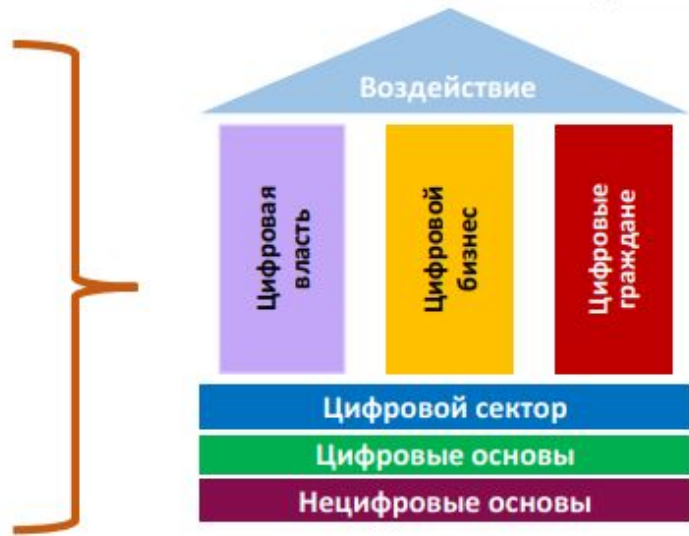 Воздействие
Цифровая
власть
Цифровой
бизнес
Цифровые
граждане
Цифровой сектор
Цифровые основы
Нецифровые основы